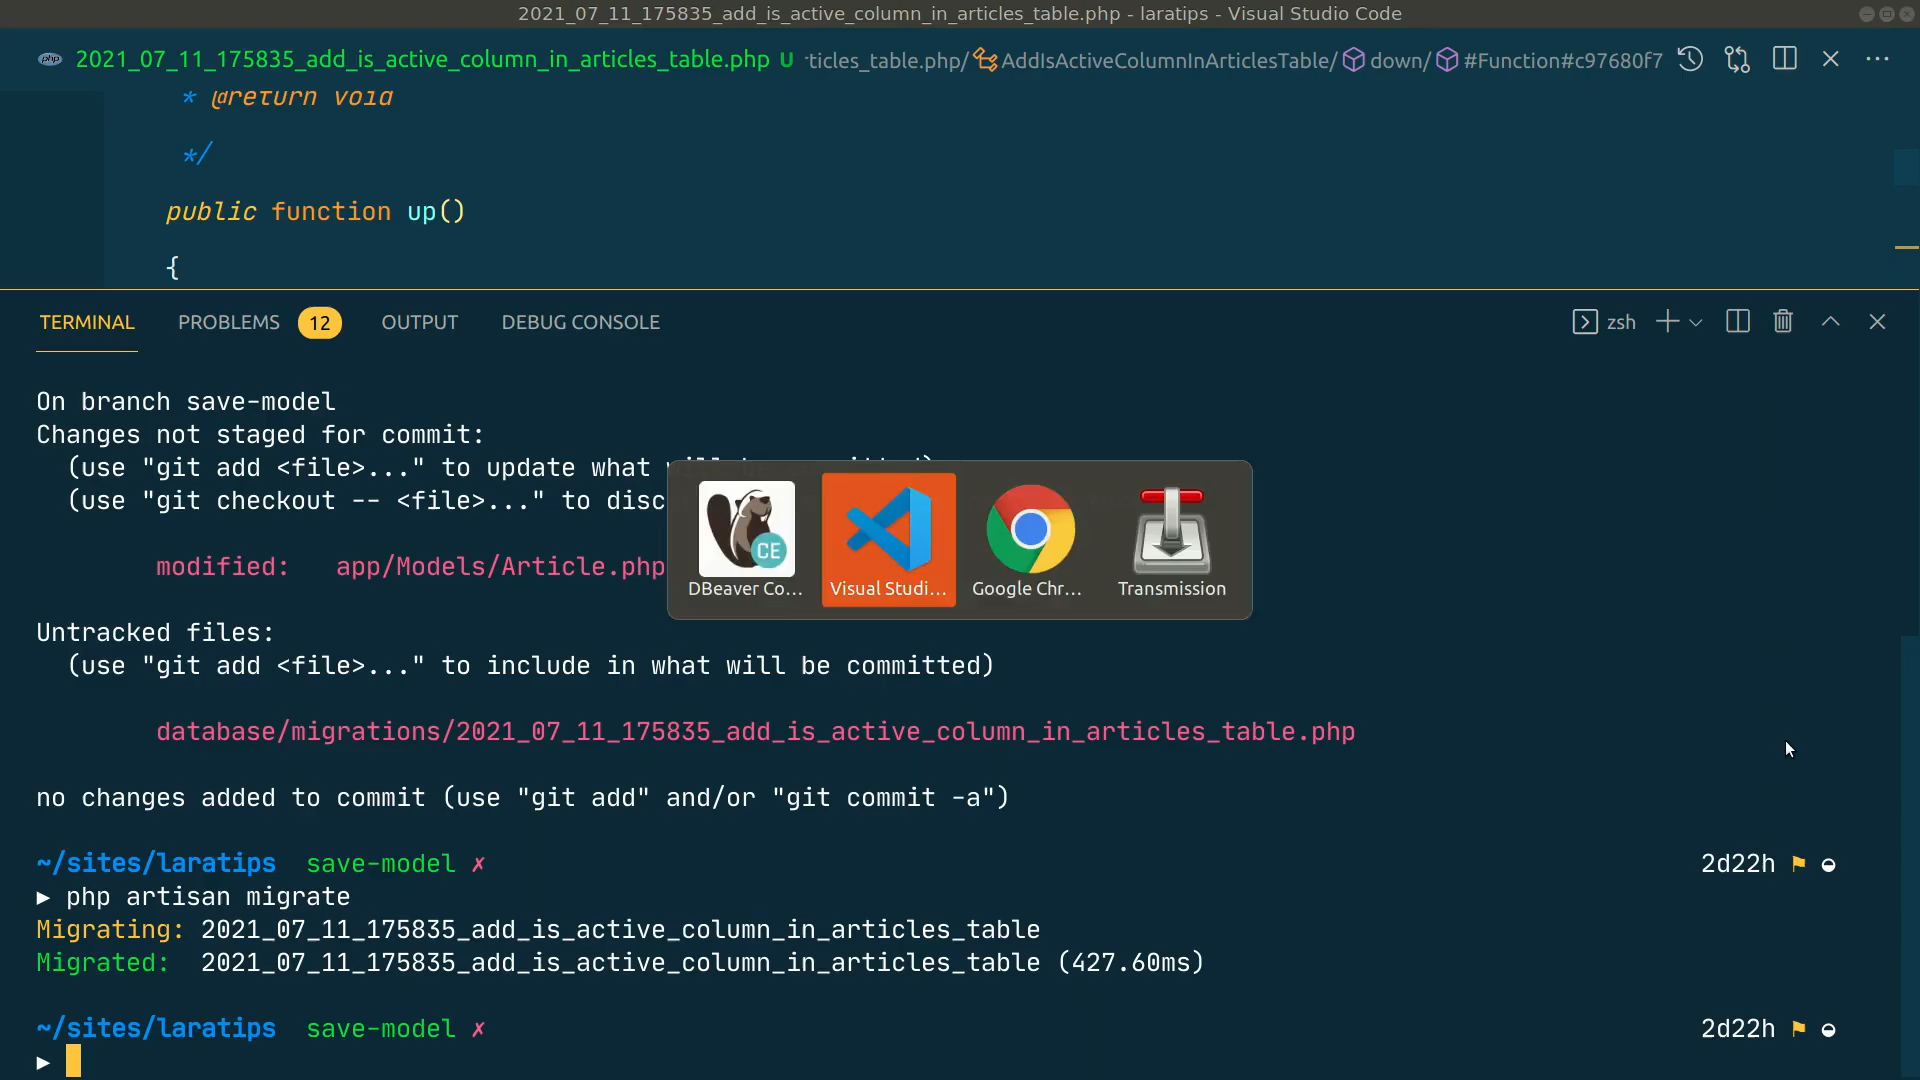 2021_07_11_175835_add_is_active_column_in_articles_table.php - laratips - Visual Studio Code
php 2021_07_11_175835_add_is_active_column_in_articles_table.php U ticles_table.php/ AddIsActiveColumnInArticlesTable/ down/ #Function#c97680f7 ...
* @return void
*/
public function up()
{
TERMINAL PROBLEMS 12 OUTPUT DEBUG CONSOLE zsh
On branch save-model
Changes not staged for commit:
(use "git add <file>..." to update what
(use "git checkout -- <file>..." to disc
modified: app/Models/Article.php
CE
DBeaver Co... Visual Studi... Google Chr... Transmission
Untracked files:
(use "git add <file>..." to include in what will be committed)
database/migrations/2021_07_11_175835_add_is_active_column_in_articles_table.php
no changes added to commit (use "git add" and/or "git commit -a")
~/sites/laratips save-model ✗ 2d22h
▶ php artisan migrate
Migrating: 2021_07_11_175835_add_is_active_column_in_articles_table
Migrated: 2021_07_11_175835_add_is_active_column_in_articles_table (427.60ms)
~/sites/laratips save-model ✗ 2d22h
▶